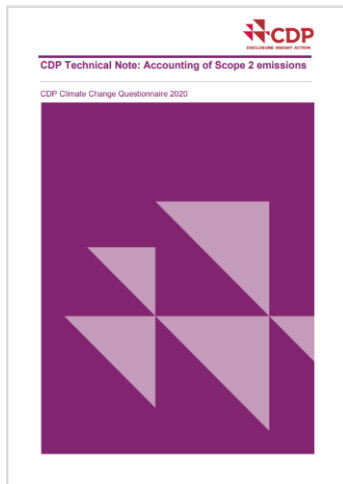 CDP
DISCLOSURE INSIGHT ACTION
CDP Technical Note: Accounting of Scope 2 emissions
CDP Climate Change Questionnaire 2020